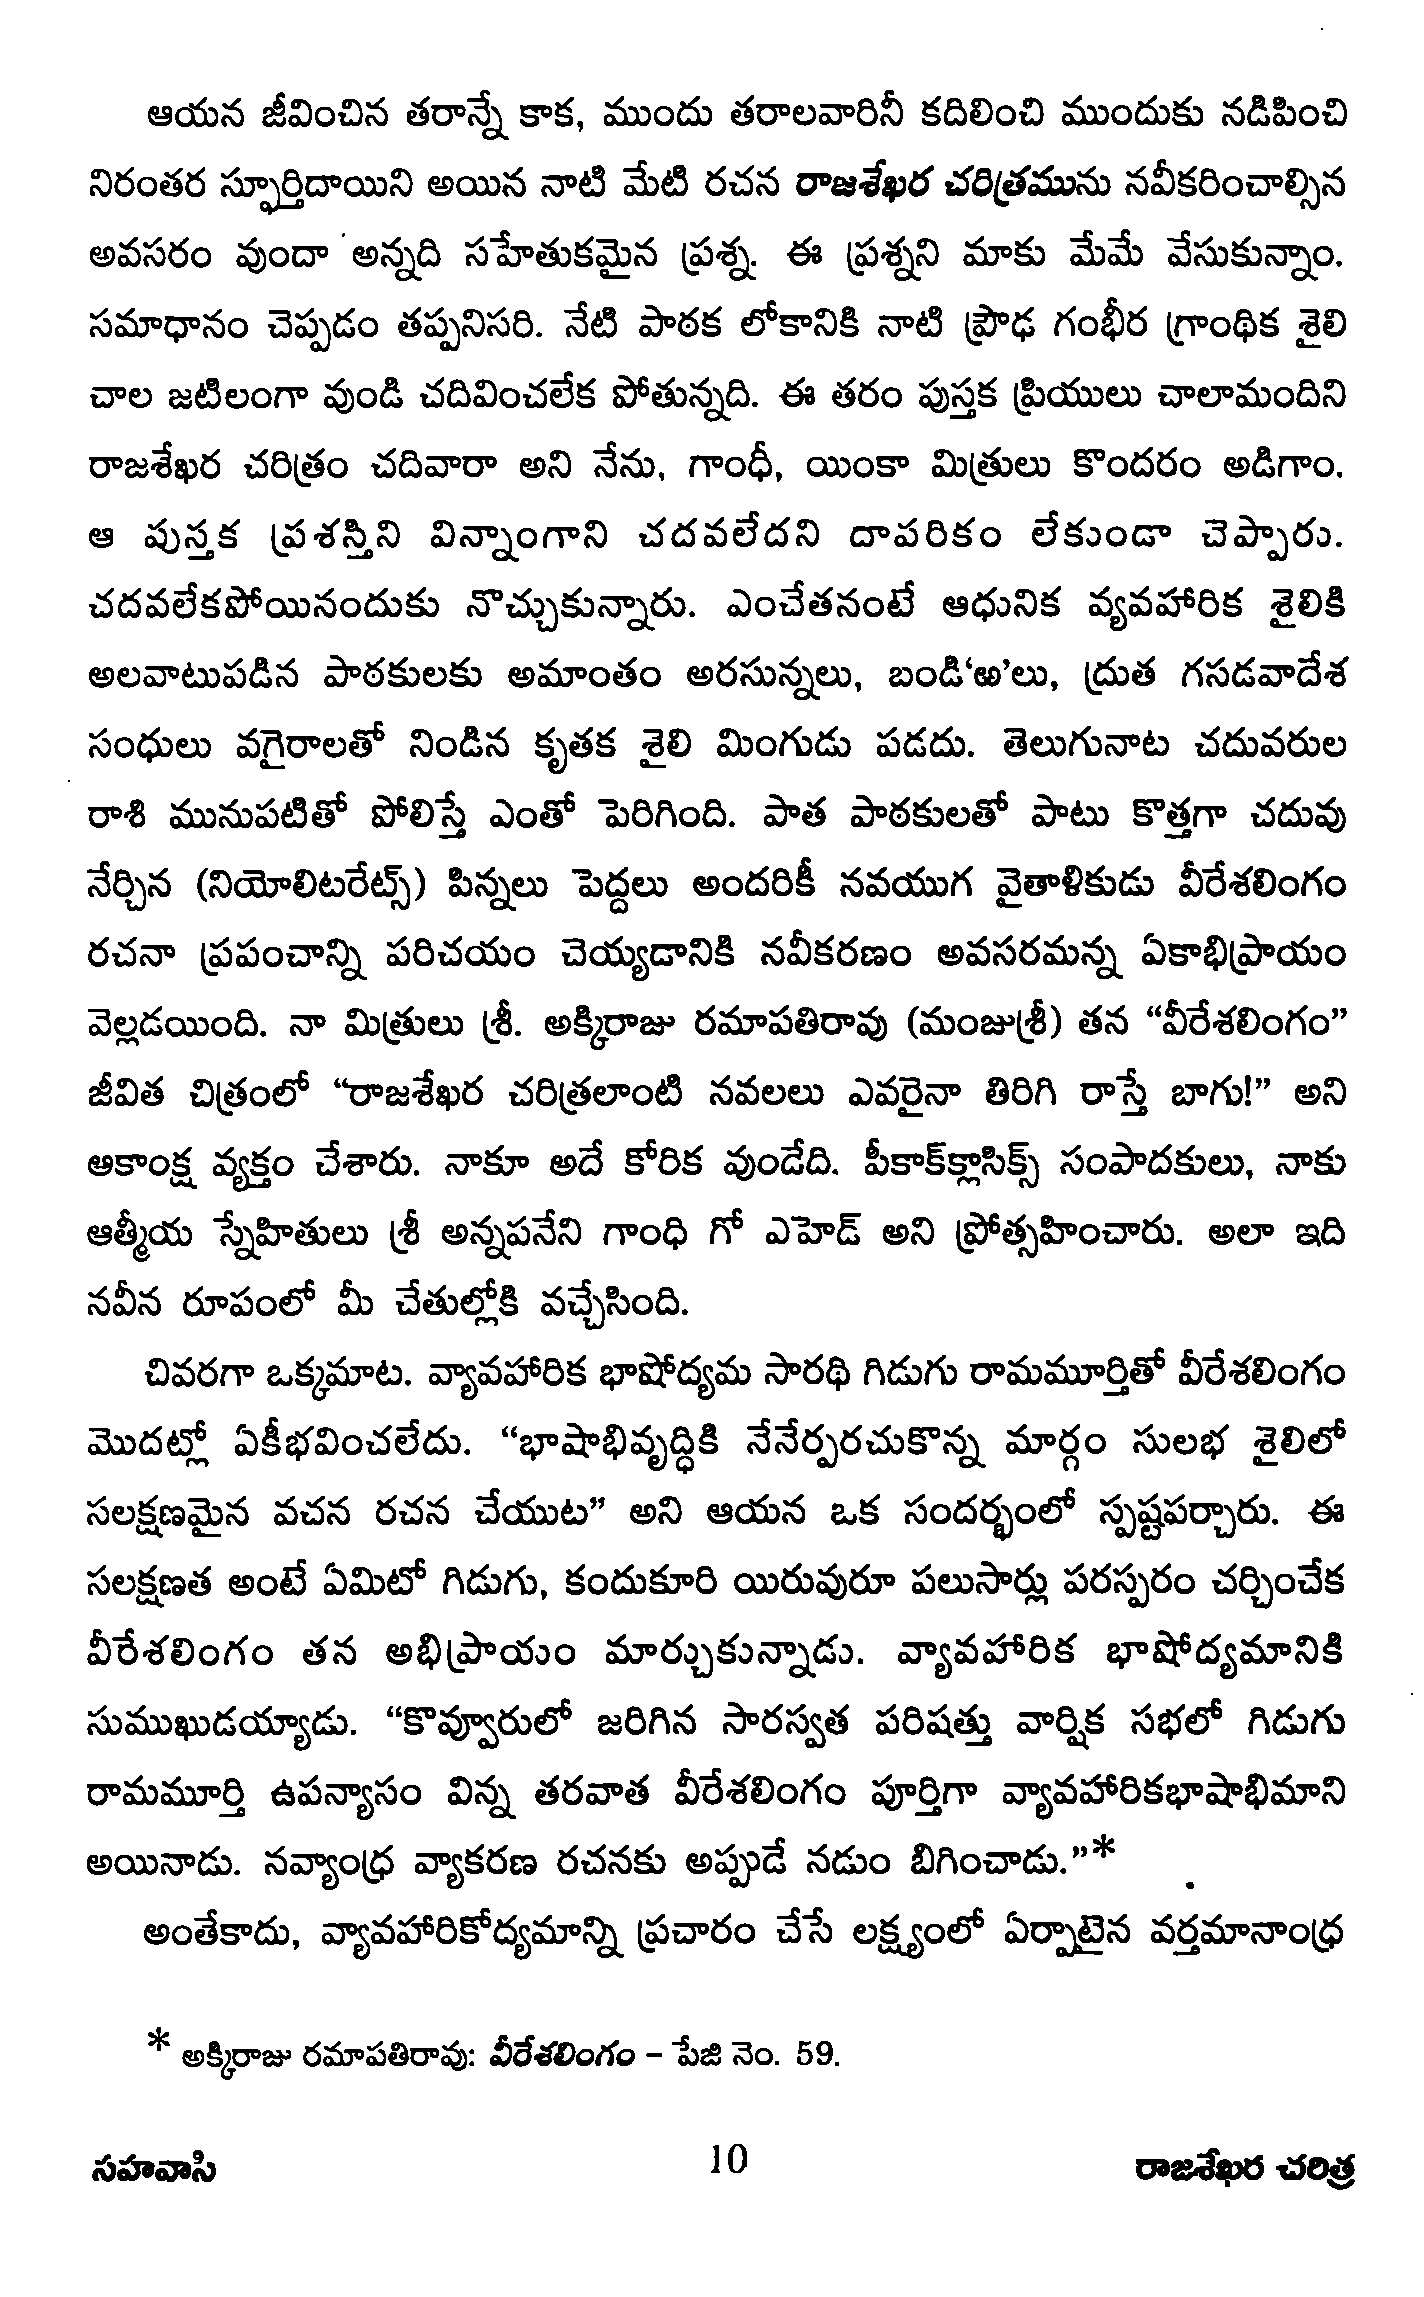 ఆయన జీవించిన తరాన్నే కాక, ముందు తరాలవారినీ కదిలించి ముందుకు నడిపించి
నిరంతర స్ఫూర్తిదాయిని అయిన నాటి మేటి రచన రాజశేఖర చరిత్రమును నవీకరించాల్సిన
అవసరం వుందా అన్నది సహేతుకమైన ప్రశ్న. ఈ ప్రశ్నని మాకు మేమే వేసుకున్నాం.
సమాధానం చెప్పడం తప్పనిసరి. నేటి పాఠక లోకానికి నాటి ప్రౌఢ గంభీర గ్రాంథిక శైలి
చాల జటిలంగా వుండి చదివించలేక పోతున్నది. ఈ తరం పుస్తక ప్రియులు చాలామందిని
రాజశేఖర చరిత్రం చదివారా అని నేను, గాంధీ, యింకా మిత్రులు కొందరం అడిగాం.
ఆ పుస్తక ప్రశస్తిని విన్నాంగాని చదవలేదని దాపరికం లేకుండా చెప్పారు.
చదవలేకపోయినందుకు నొచ్చుకున్నారు. ఎంచేతనంటే ఆధునిక వ్యవహారిక శైలికి
అలవాటుపడిన పాఠకులకు అమాంతం అరసున్నలు, బండి‘ఱ’లు, ద్రుత గసడవాదేశ
సంధులు వగైరాలతో నిండిన కృతక శైలి మింగుడు పడదు. తెలుగునాట చదువరుల
రాశి మునుపటితో పోలిస్తే ఎంతో పెరిగింది. పాత పాఠకులతో పాటు కొత్తగా చదువు
నేర్చిన (నియోలిటరేట్స్) పిన్నలు పెద్దలు అందరికీ నవయుగ వైతాళికుడు వీరేశలింగం
రచనా ప్రపంచాన్ని పరిచయం చెయ్యడానికి నవీకరణం అవసరమన్న ఏకాభిప్రాయం
వెల్లడయింది. నా మిత్రులు శ్రీ. అక్కిరాజు రమాపతిరావు (మంజుశ్రీ) తన “వీరేశలింగం”
జీవిత చిత్రంలో “రాజశేఖర చరిత్రలాంటి నవలలు ఎవరైనా తిరిగి రాస్తే బాగు!” అని
ఆకాంక్ష వ్యక్తం చేశారు. నాకూ అదే కోరిక వుండేది. పీకాక్‌క్లాసిక్స్ సంపాదకులు, నాకు
ఆత్మీయ స్నేహితులు శ్రీ అన్నపనేని గాంధి గో ఎహెడ్ అని ప్రోత్సహించారు. అలా ఇది
నవీన రూపంలో మీ చేతుల్లోకి వచ్చేసింది.
చివరగా ఒక్కమాట. వ్యావహారిక భాషోద్యమ సారథి గిడుగు రామమూర్తితో వీరేశలింగం
మొదట్లో ఏకీభవించలేదు. “భాషాభివృద్ధికి నేనేర్పరచుకొన్న మార్గం సులభ శైలిలో
సలక్షణమైన వచన రచన చేయుట” అని ఆయన ఒక సందర్భంలో స్పష్టపర్చారు. ఈ
సలక్షణత అంటే ఏమిటో గిడుగు, కందుకూరి యిరువురూ పలుసార్లు పరస్పరం చర్చించేక
వీరేశలింగం తన అభిప్రాయం మార్చుకున్నాడు. వ్యావహారిక భాషోద్యమానికి
సుముఖుడయ్యాడు. “కొవ్వూరులో జరిగిన సారస్వత పరిషత్తు వార్షిక సభలో గిడుగు
రామమూర్తి ఉపన్యాసం విన్న తరవాత వీరేశలింగం పూర్తిగా వ్యావహారికభాషాభిమాని
అయినాడు. నవ్యాంధ్ర వ్యాకరణ రచనకు అప్పుడే నడుం బిగించాడు.”*
అంతేకాదు, వ్యావహారికోద్యమాన్ని ప్రచారం చేసే లక్ష్యంలో ఏర్పాటైన వర్తమానాంధ్ర
* అక్కిరాజు రమాపతిరావు: వీరేశలింగం – పేజి నెం. 59.
సహవాసి 10 రాజశేఖర చరిత్ర